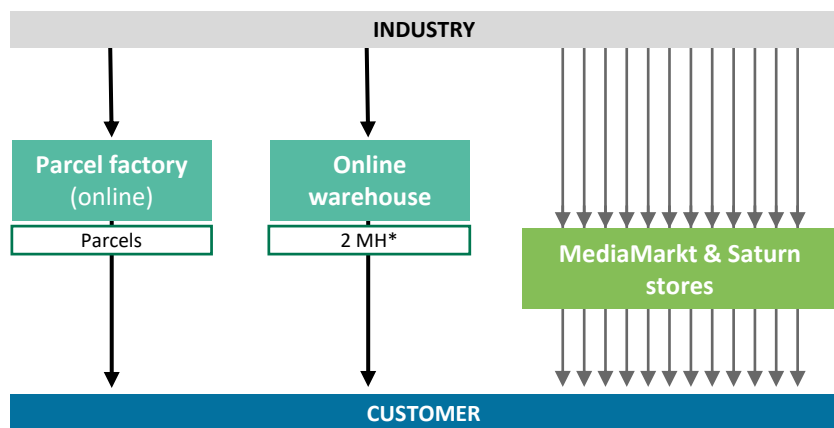 INDUSTRY
Parcel factory
(online)
Parcels
Online
warehouse
2 MH*
MediaMarkt & Saturn
stores
CUSTOMER